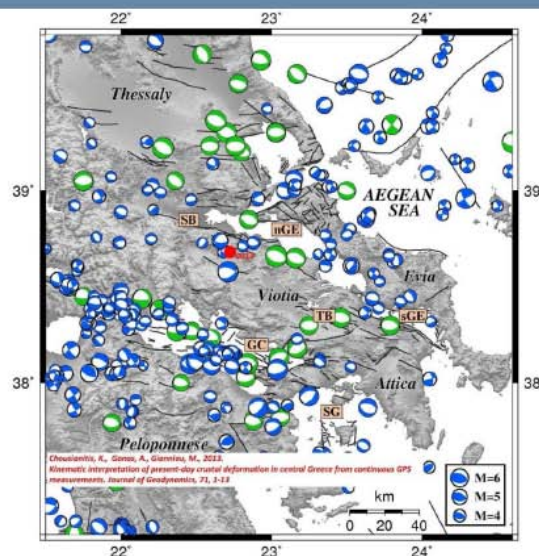 22 23 24
Thessaly
39 39
AEGEAN
SEA
SB
nGE
Evia
Viotia
TB
sGE
GC
38 38
Attica
SG
Peloponnese
Chousianitis, K., Ganas, A., Gianniou, M., 2013.
Kinematic interpretation of present-day crustal deformation in central Greece from continuous GPS
measurements. Journal of Geodynamics, 71, 1-13
km
0 20 40
M=6
M=5
M=4
22 23 24